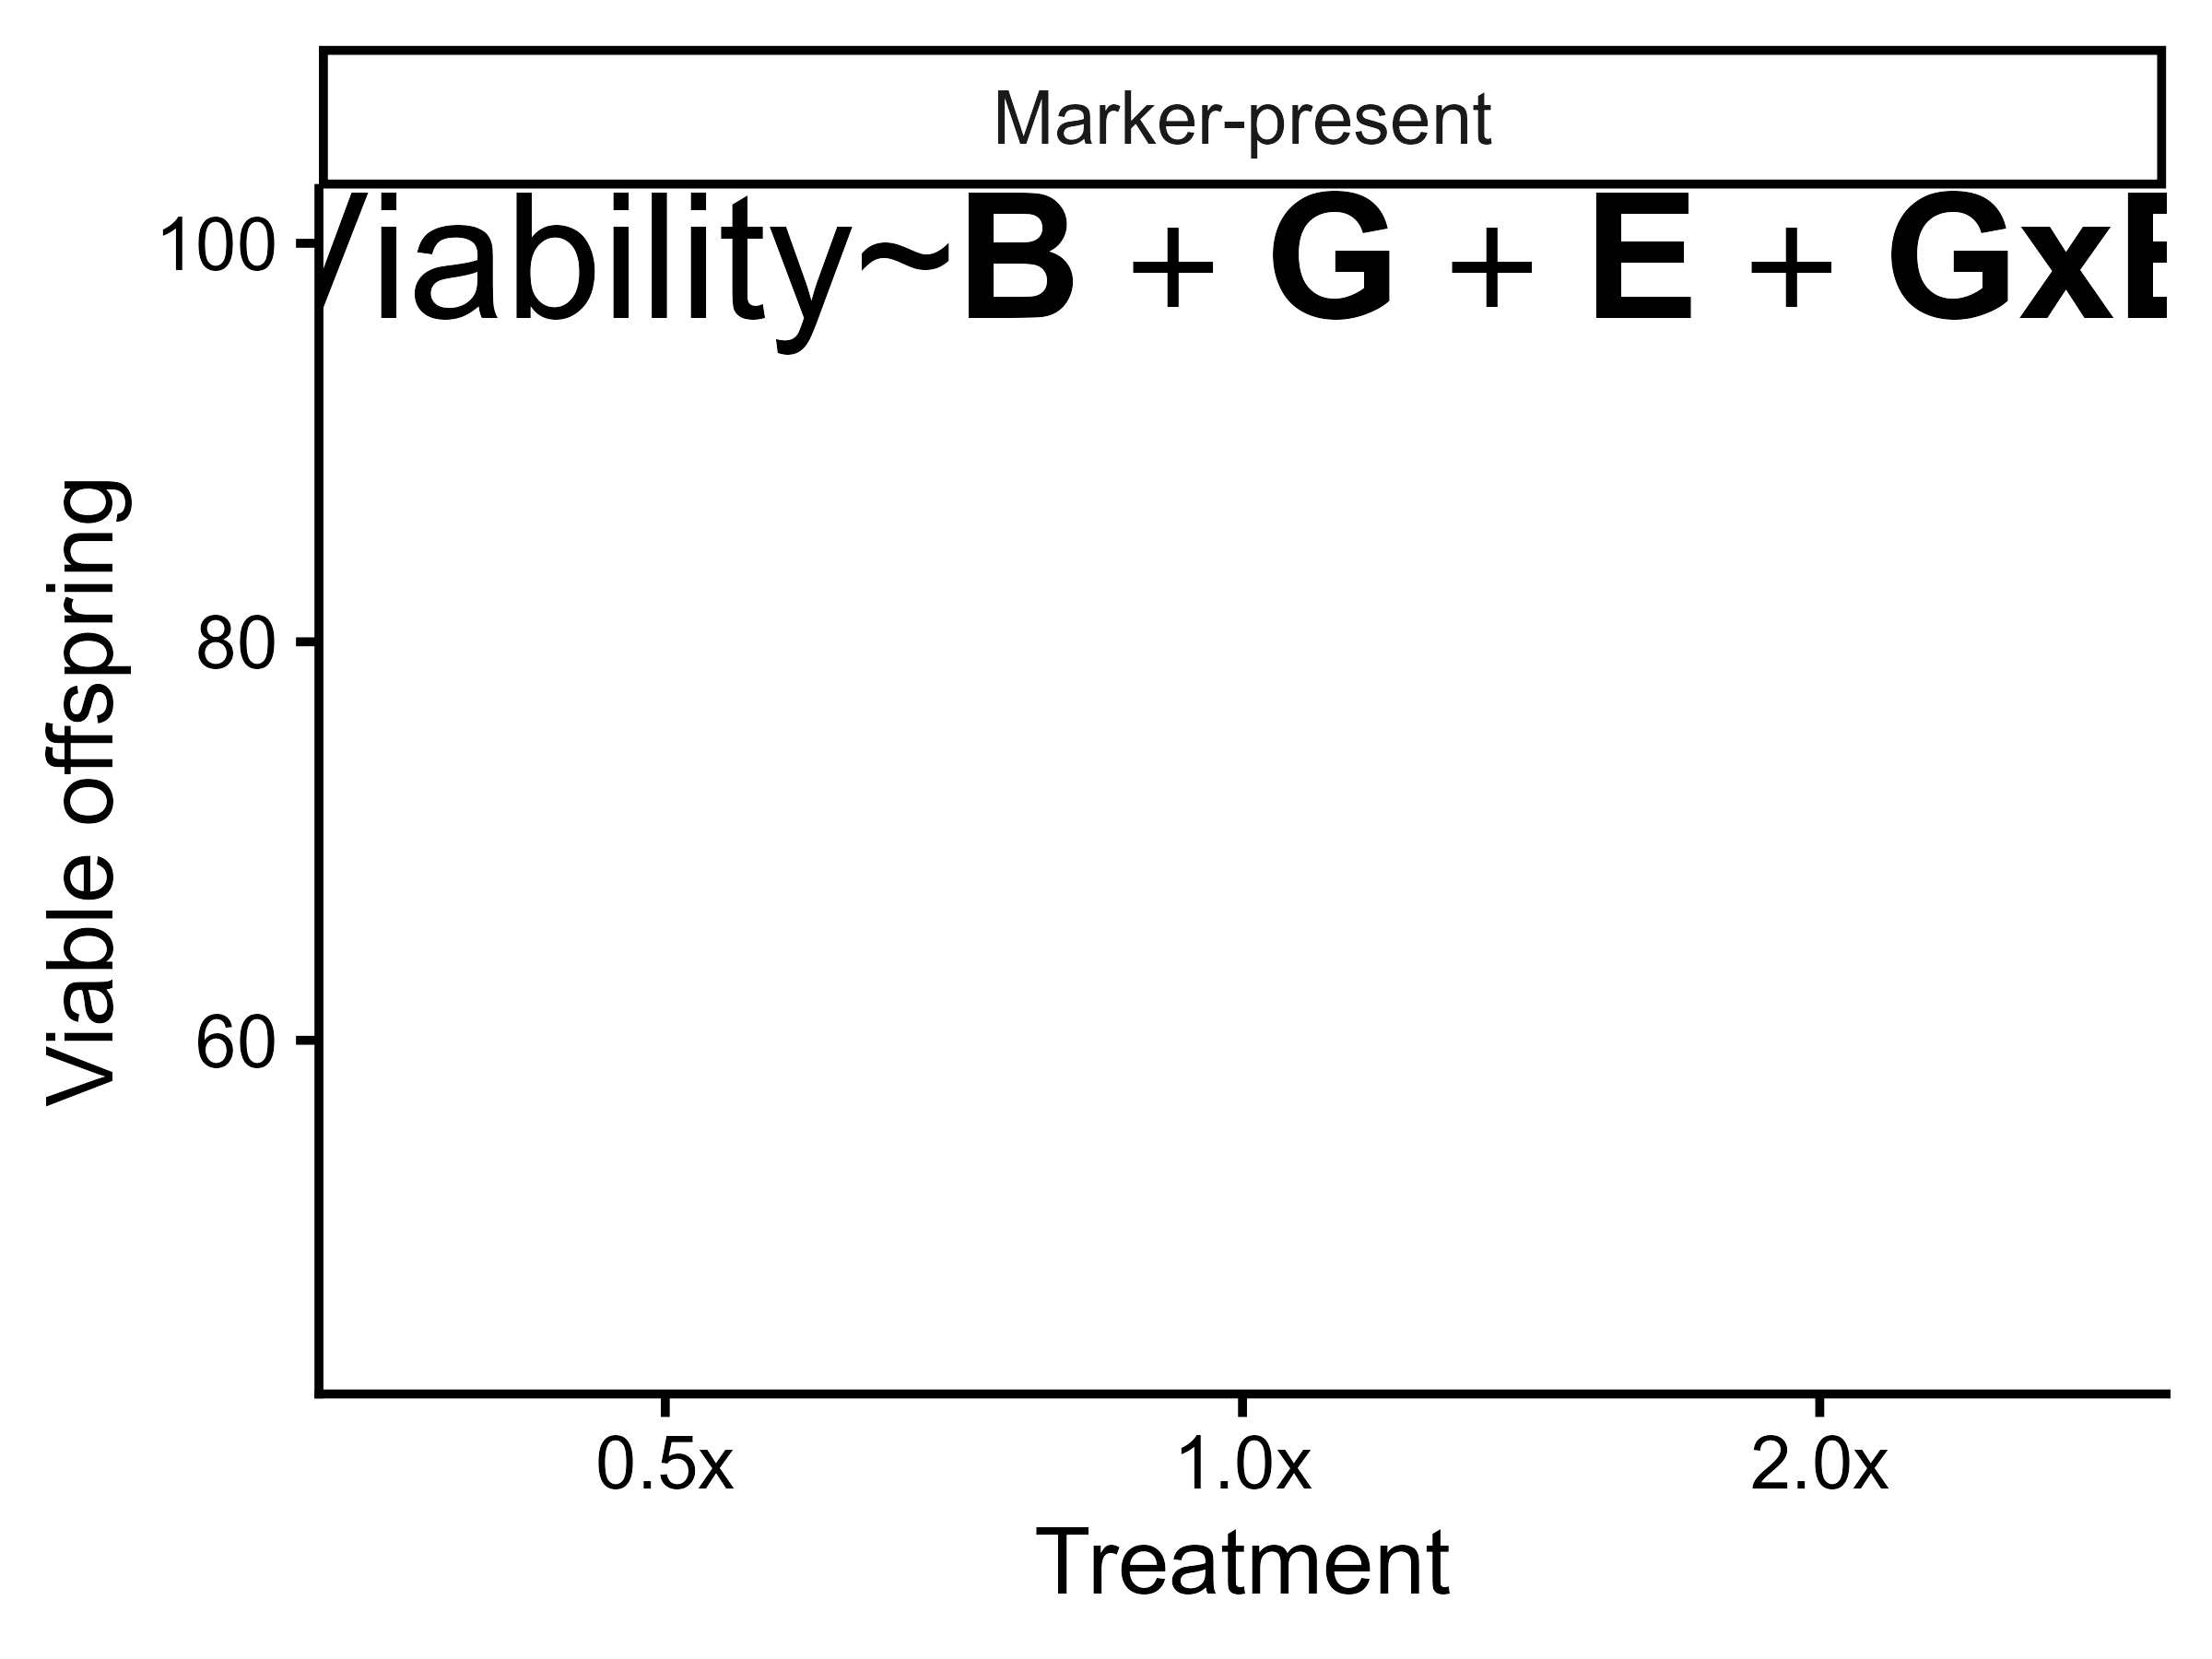 Marker-present
Viability~B + G + E + GxE
100
80
60
Viable offspring
0.5x 1.0x 2.0x
Treatment